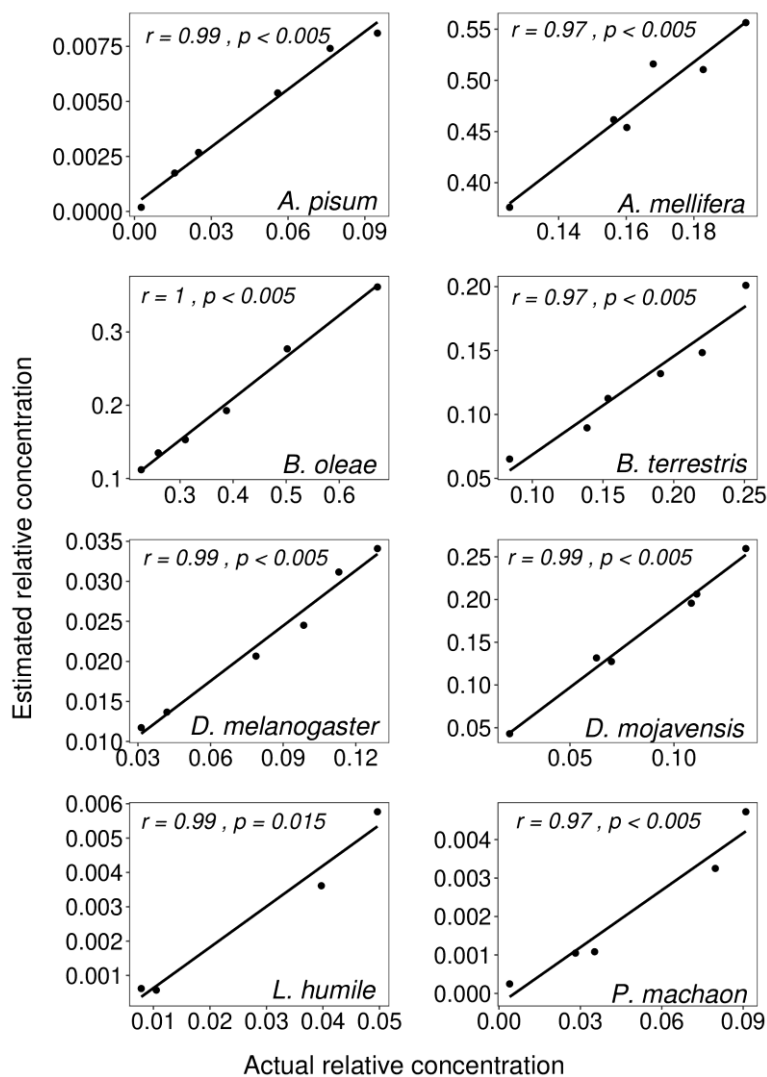 r = 0.99 , p < 0.005
0.0075
0.0050
0.0025
0.0000
A. pisum
0.00 0.03 0.06 0.09
r = 0.97 , p < 0.005
0.55
0.50
0.45
0.40
A. mellifera
0.14 0.16 0.18
r = 1 , p < 0.005
0.3
0.2
0.1
B. oleae
0.3 0.4 0.5 0.6
r = 0.97 , p < 0.005
0.20
0.15
0.10
0.05
B. terrestris
0.10 0.15 0.20 0.25
Estimated relative concentration
0.035
r = 0.99 , p < 0.005
0.030
0.025
0.020
0.015
0.010
D. melanogaster
0.03 0.06 0.09 0.12
r = 0.99 , p < 0.005
0.25
0.20
0.15
0.10
0.05
D. mojavensis
0.05 0.10
0.006
r = 0.99 , p = 0.015
0.005
0.004
0.003
0.002
0.001
L. humile
0.01 0.02 0.03 0.04 0.05
r = 0.97 , p < 0.005
0.004
0.003
0.002
0.001
0.000
P. machaon
0.00 0.03 0.06 0.09
Actual relative concentration